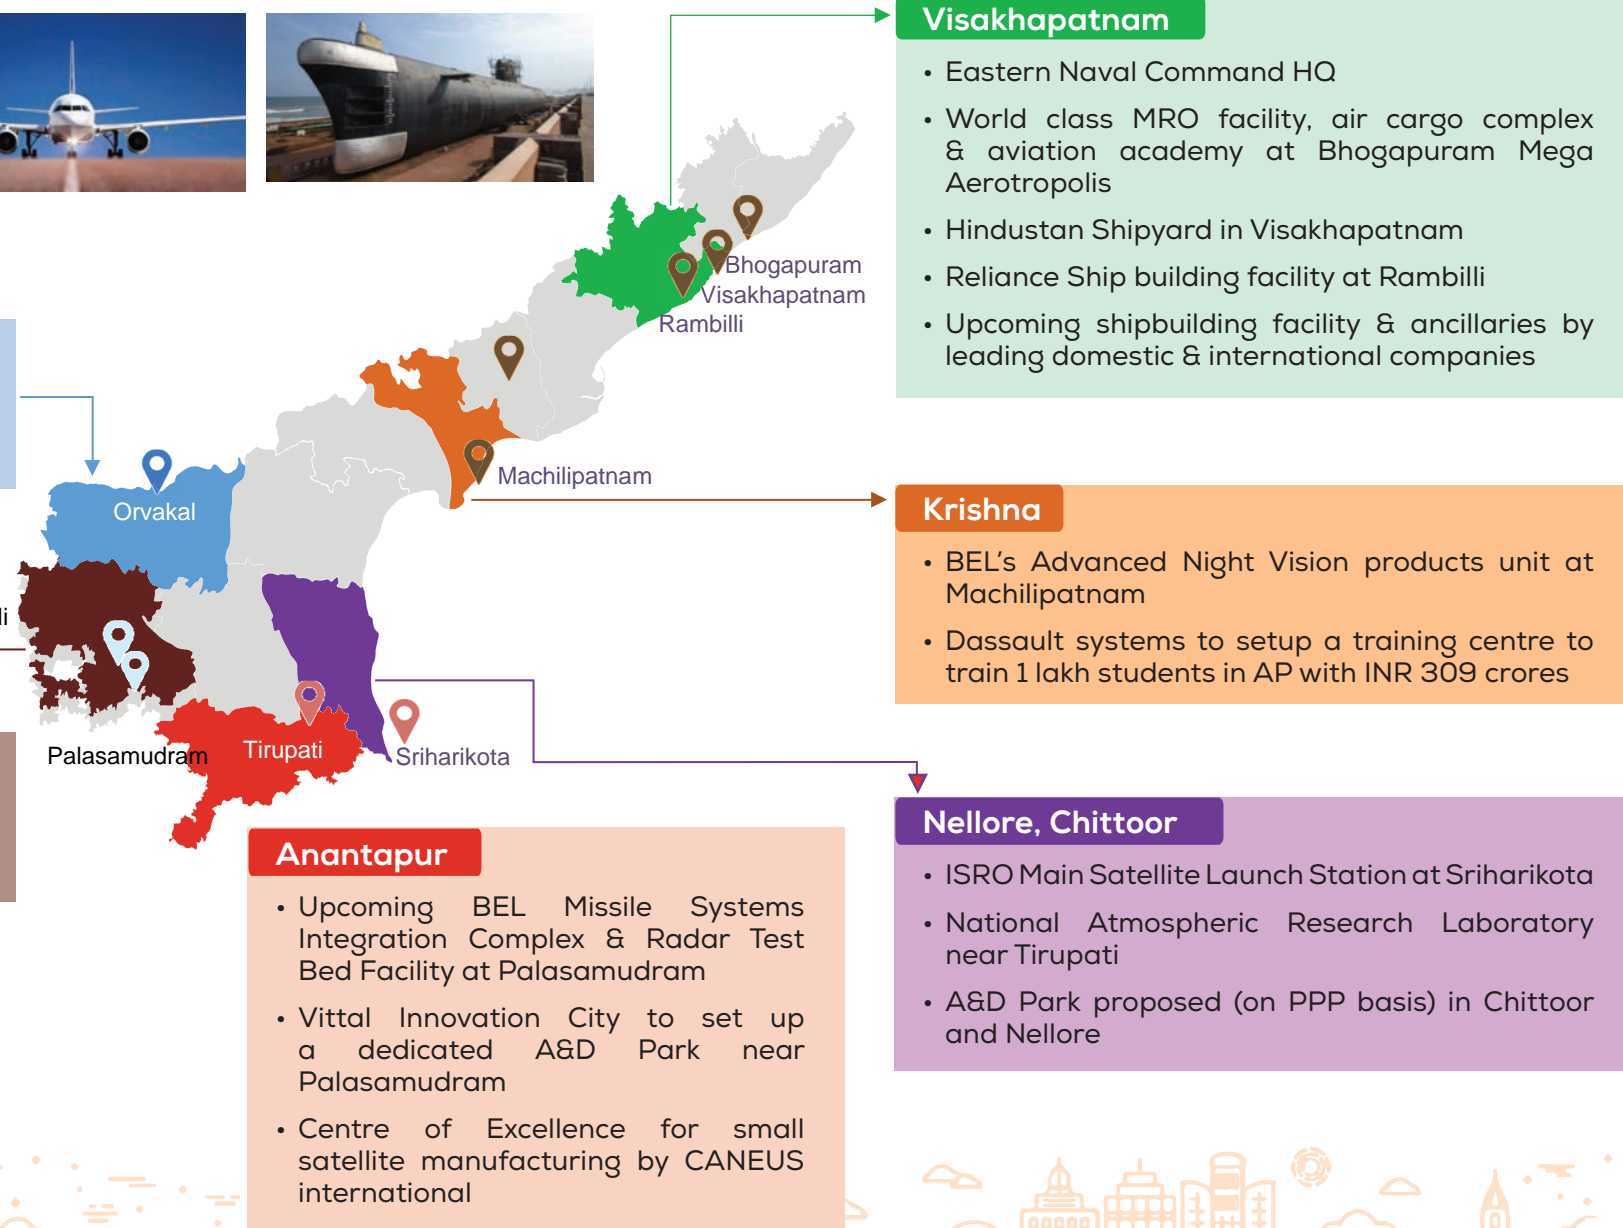 Visakhapatnam
• Eastern Naval Command HQ
• World class MRO facility, air cargo complex
& aviation academy at Bhogapuram Mega
Aerotropolis
• Hindustan Shipyard in Visakhapatnam
• Reliance Ship building facility at Rambilli
• Upcoming shipbuilding facility & ancillaries by
leading domestic & international companies
Bhogapuram
Visakhapatnam
Rambilli
Machilipatnam
Orvakal
li
Palasamudram
Tirupati
Sriharikota
Krishna
• BEL's Advanced Night Vision products unit at
Machilipatnam
• Dassault systems to setup a training centre to
train 1 lakh students in AP with INR 309 crores
Nellore, Chittoor
• ISRO Main Satellite Launch Station at Sriharikota
• National Atmospheric Research Laboratory
near Tirupati
• A&D Park proposed (on PPP basis) in Chittoor
and Nellore
Anantapur
• Upcoming BEL Missile Systems
Integration Complex & Radar Test
Bed Facility at Palasamudram
• Vittal Innovation City to set up
a dedicated A&D Park near
Palasamudram
• Centre of Excellence for small
satellite manufacturing by CANEUS
international